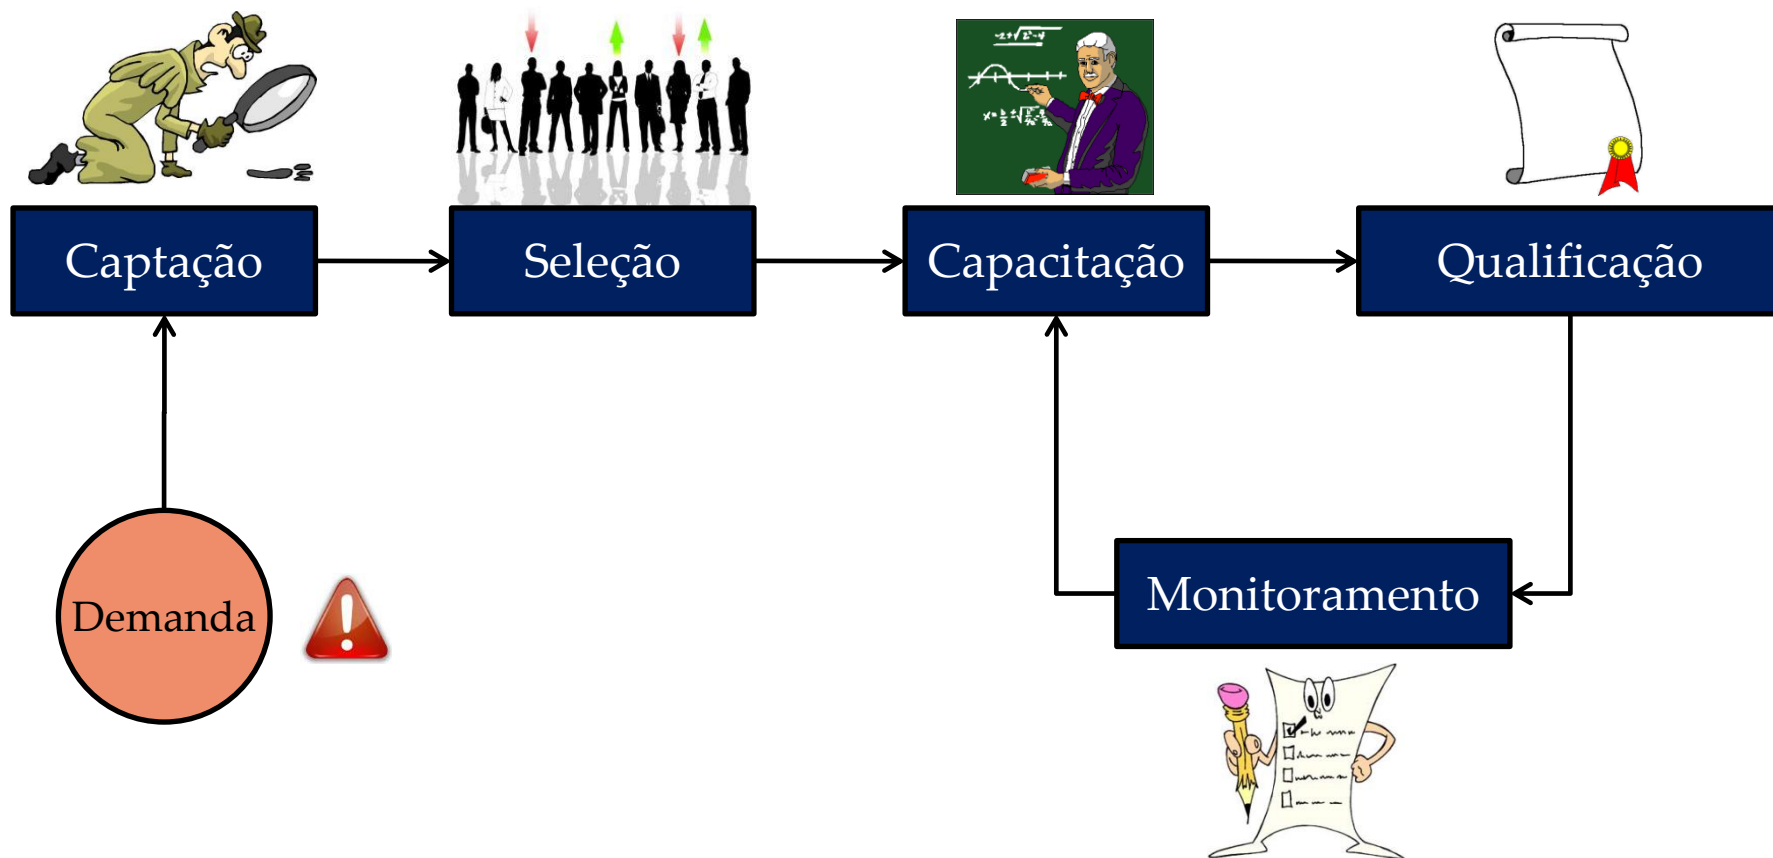 Captação
Seleção
Capacitação
Qualificação
Demanda
Monitoramento